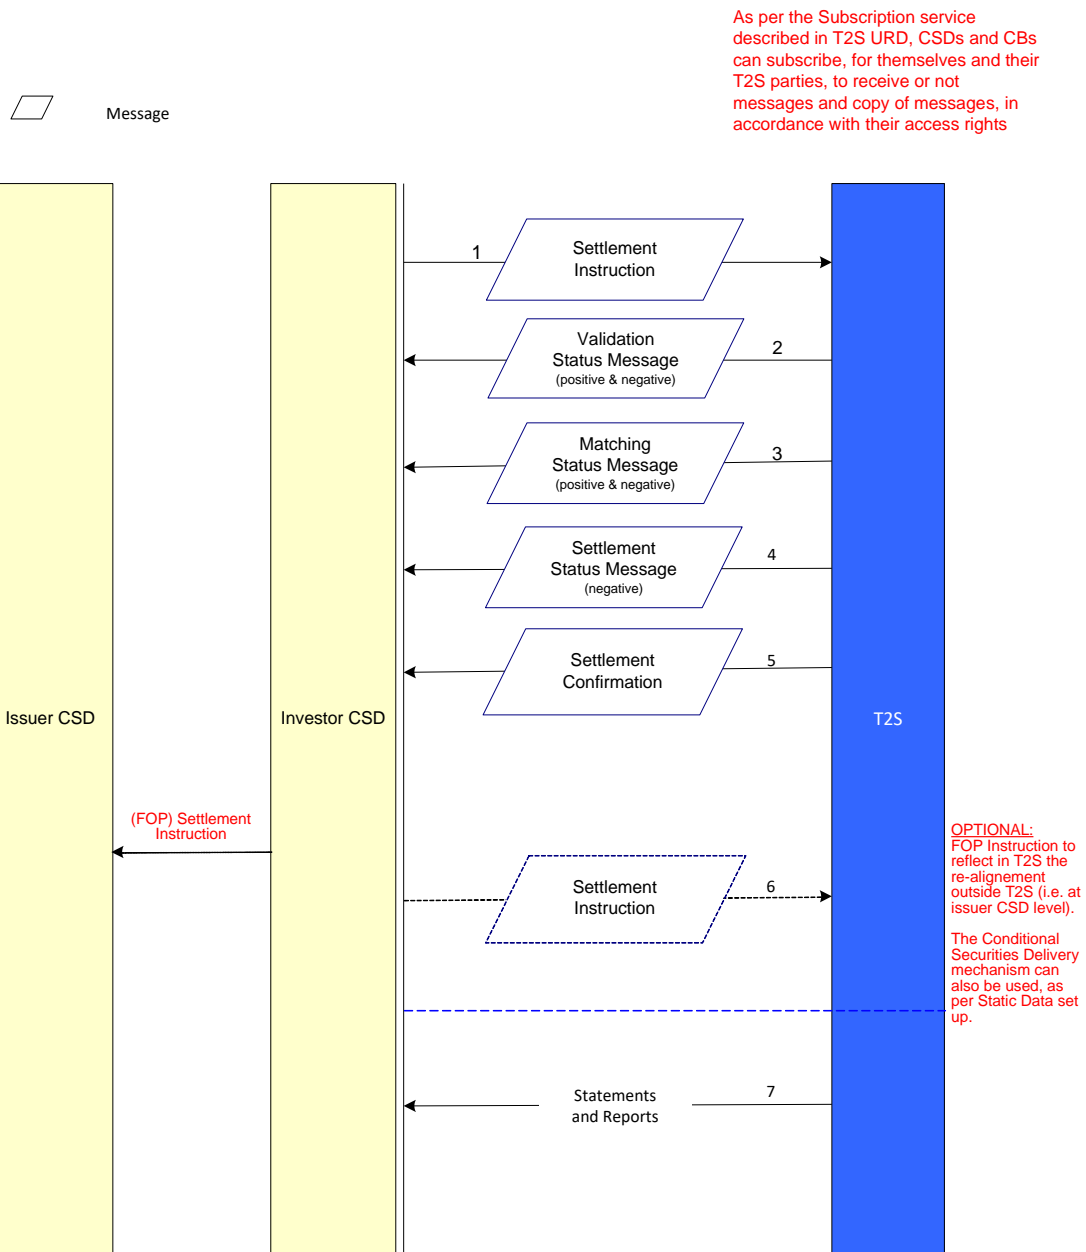 As per the Subscription service
described in T2S URD, CSDs and CBs
can subscribe, for themselves and their
T2S parties, to receive or not
messages and copy of messages, in
accordance with their access rights
Message
1
Settlement
Instruction
Validation
Status Message
(positive & negative)
2
Matching
Status Message
(positive & negative)
3
Settlement
Status Message
(negative)
4
Settlement
Confirmation
5
Issuer CSD
Investor CSD
T2S
(FOP) Settlement
Instruction
Settlement
Instruction
6
OPTIONAL:
FOP Instruction to
reflect in T2S the
re-alignement
outside T2S (i.e. at
issuer CSD level).
The Conditional
Securities Delivery
mechanism can
also be used, as
per Static Data set
up.
Statements
and Reports
7